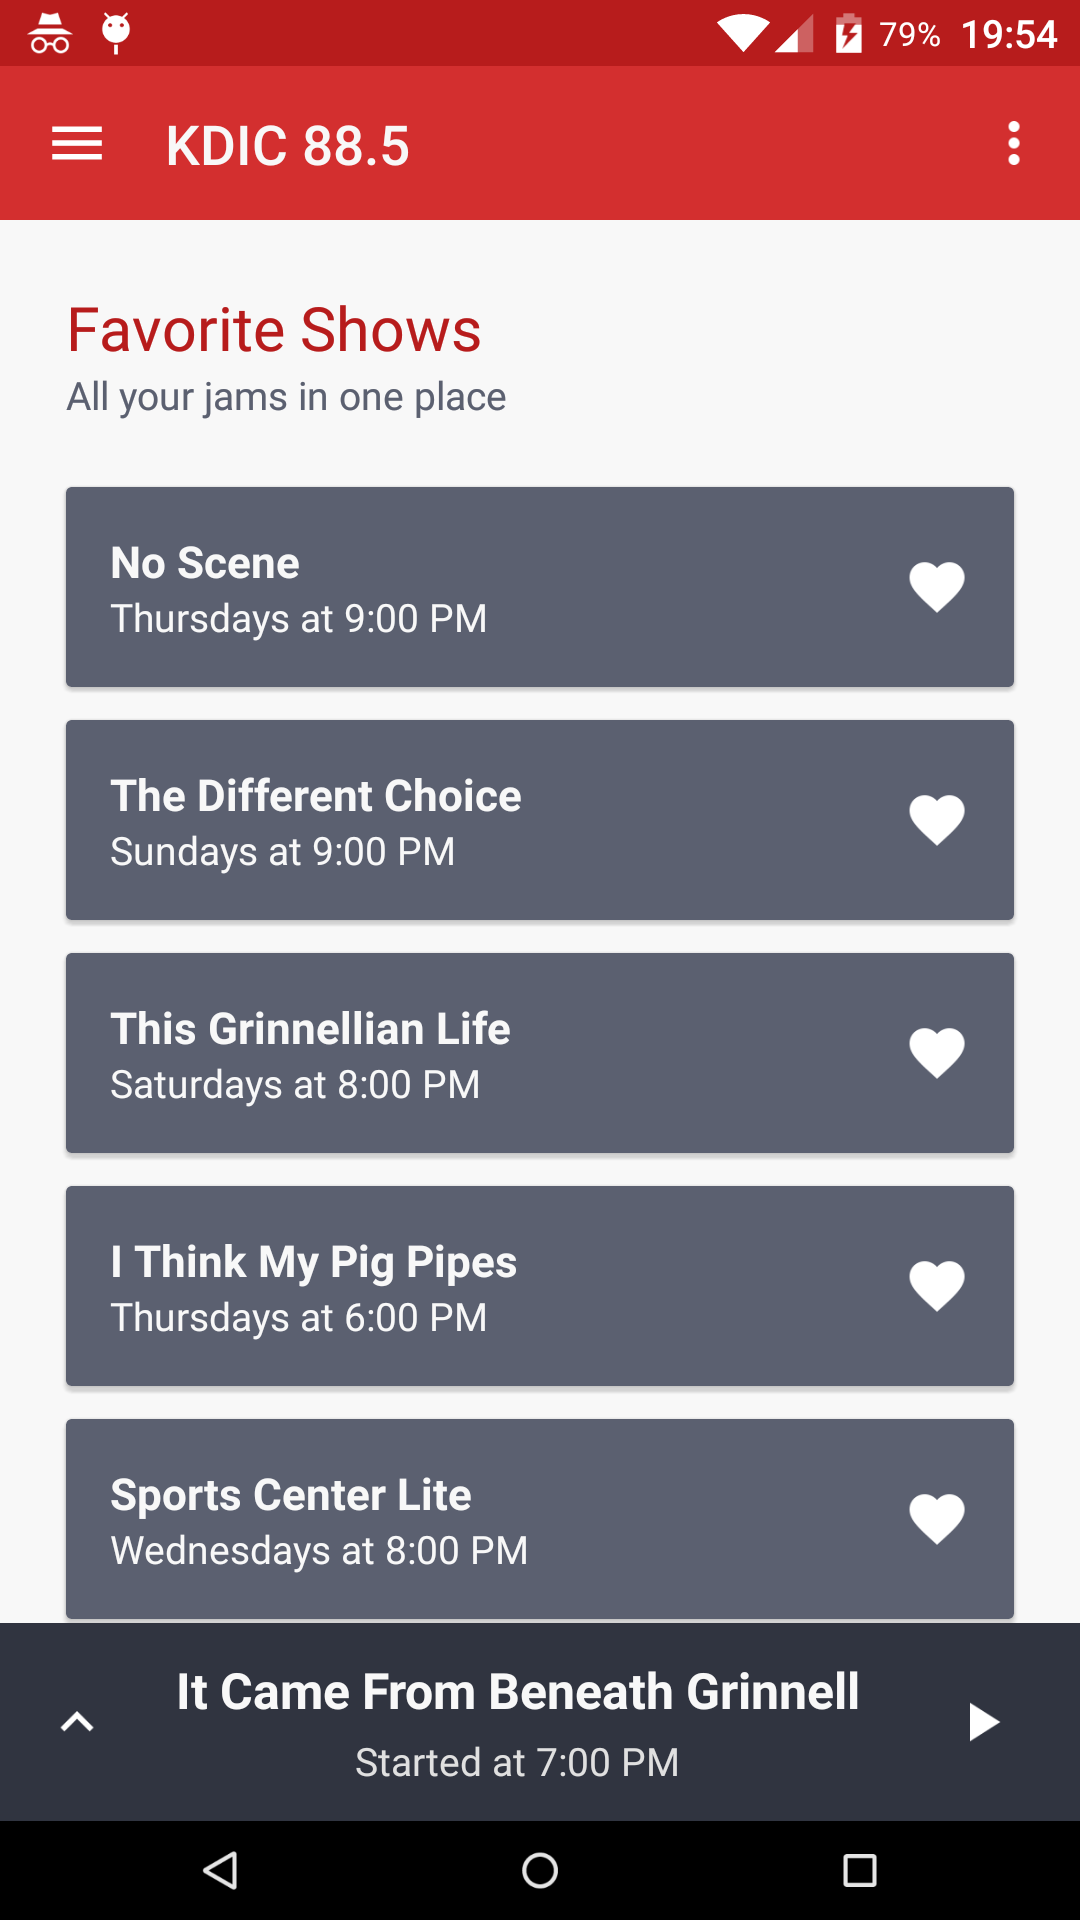 79% 19:54
KDIC 88.5
Favorite Shows
All your jams in one place
No Scene
Thursdays at 9:00 PM
The Different Choice
Sundays at 9:00 PM
This Grinnellian Life
Saturdays at 8:00 PM
I Think My Pig Pipes
Thursdays at 6:00 PM
Sports Center Lite
Wednesdays at 8:00 PM
It Came From Beneath Grinnell
Started at 7:00 PM